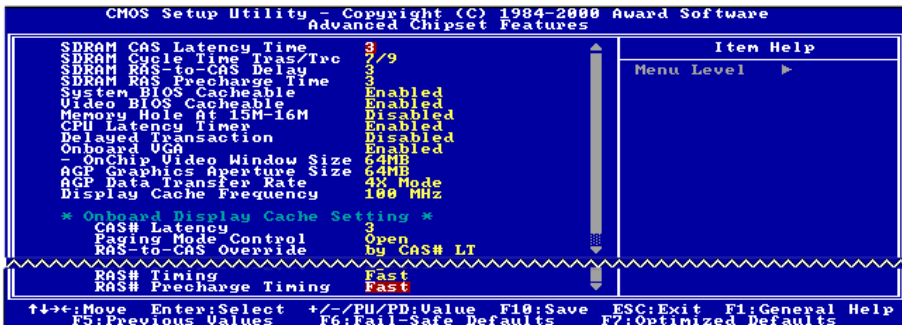 CMOS Setup Utility - Copyright (C) 1984-2000 Award Software
Advanced Chipset Features
SDRAM CAS Latency Time 3
SDRAM Cycle Time Tras/Trc 7/9
SDRAM RAS-to-CAS Delay 3
SDRAM RAS Precharge Time 3
System BIOS Cacheable Enabled
Video BIOS Cacheable Enabled
Memory Hole At 15M-16M Disabled
CPU Latency Timer Enabled
Delayed Transaction Disabled
Onboard VGA Enabled
- OnChip Video Window Size 64MB
AGP Graphics Aperture Size 64MB
AGP Data Transfer Rate 4X Mode
Display Cache Frequency 100 MHz
* Onboard Display Cache Setting *
CAS# Latency 3
Paging Mode Control Open
RAS-to-CAS Override by CAS# LT
RAS# Timing Fast
RAS# Precharge Timing Fast
Item Help
Menu Level ►
↑↓→←:Move Enter:Select +/-/PU/PD:Value F10:Save ESC:Exit F1:General Help
F5:Previous Values F6:Fail-Safe Defaults F7:Optimized Defaults